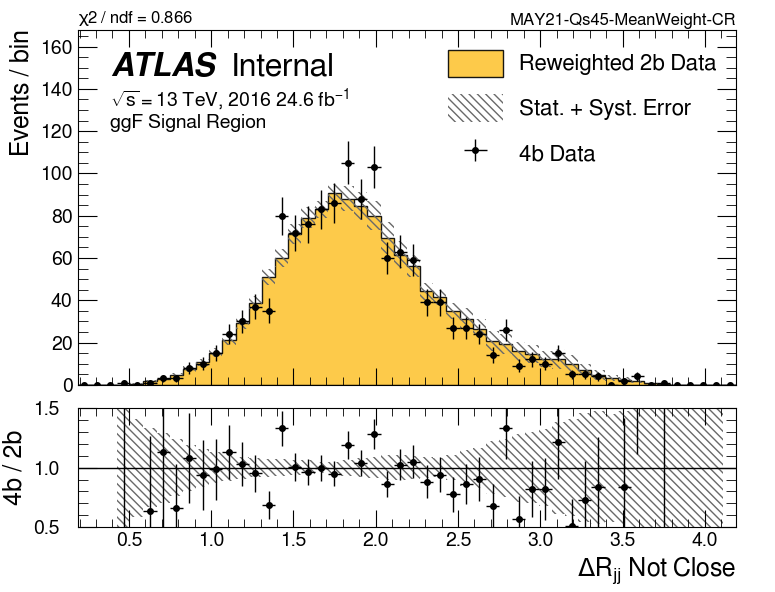 χ2 / ndf = 0.866
MAY21-Qs45-MeanWeight-CR
Events / bin
160
140
120
100
80
60
40
20
0
ATLAS Internal
√s = 13 TeV, 2016 24.6 fb⁻¹
ggF Signal Region
Reweighted 2b Data
Stat. + Syst. Error
4b Data
4b / 2b
1.5
1.0
0.5
0.5 1.0 1.5 2.0 2.5 3.0 3.5 4.0
ΔRjj Not Close